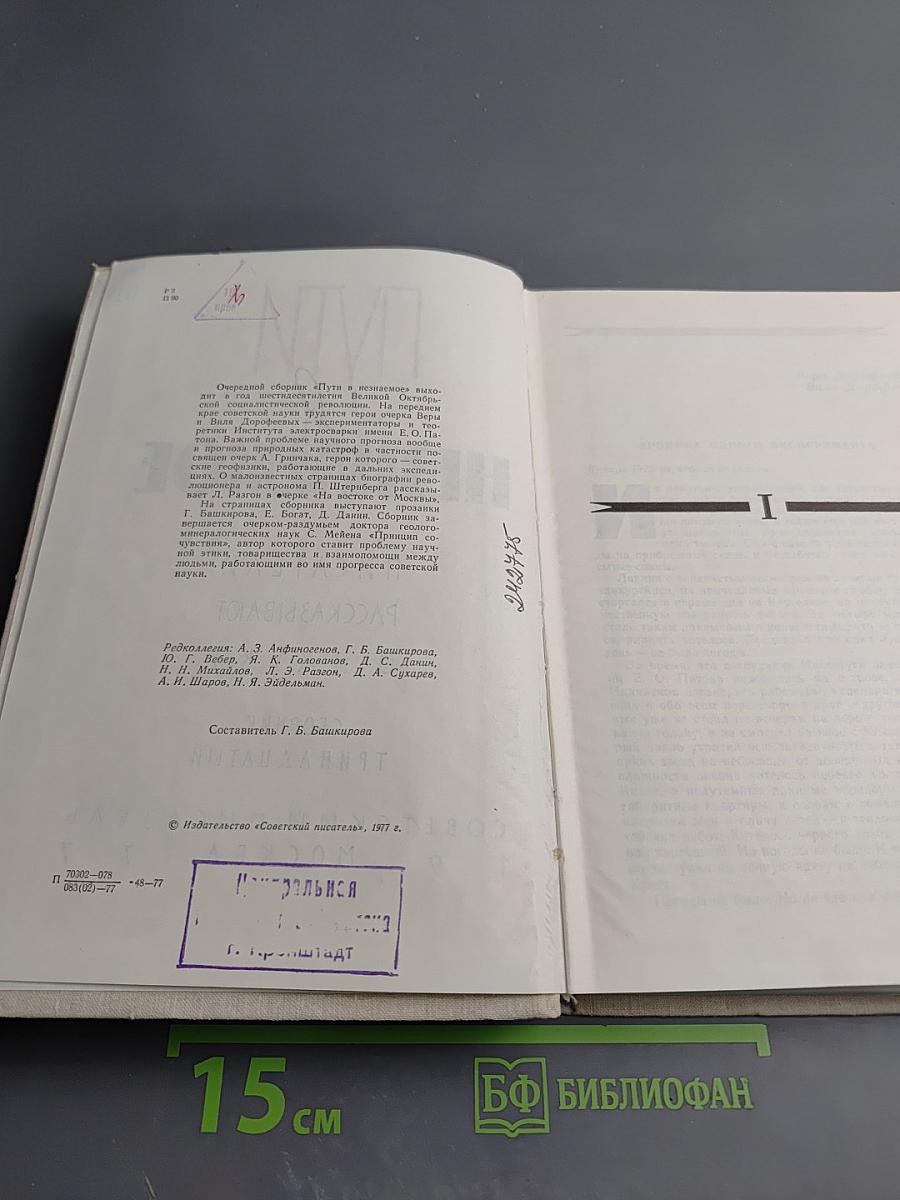 Р 2
П 90
Очередной сборник «Пути в незнаемое» выхо-
дит в год шестидесятилетия Великой Октябрь-
ской социалистической революции. На переднем
крае советской науки трудятся герои очерка Веры
и Виля Дорофеевых — экспериментаторы и тео-
ретики Института электросварки имени Е. О. Па-
тона. Важной проблеме научного прогноза вообще
и прогноза природных катастроф в частности по-
священ очерк А. Гринчака, герои которого — совет-
ские геофизики, работающие в дальних экспеди-
циях. О малоизвестных страницах биографии рево-
люционера и астронома П. Штернберга рассказы-
вает Л. Разгон в очерке «На востоке от Москвы».
На страницах сборника выступают прозаики
Г. Башкирова, Е. Богат, Д. Данин. Сборник за-
вершается очерком-раздумьем доктора геолого-
минералогических наук С. Мейена «Принцип со-
чувствия», автор которого ставит проблему науч-
ной этики, товарищества и взаимопомощи между
людьми, работающими во имя прогресса советской
науки.
242775
Редколлегия: А. З. Анфиногенов, Г. Б. Башкирова,
Ю. Г. Вебер, Я. К. Голованов, Д. С. Данин,
Н. Н. Михайлов, Л. Э. Разгон, Д. А. Сухарев,
А. И. Шаров, Н. Я. Эйдельман.
Составитель Г. Б. Башкирова
© Издательство «Советский писатель», 1977 г.
П 70302—078
083(02)—77 -48—77
Центральная
г. Кронштадт
I
15 см
БФ БИБЛИОФАН